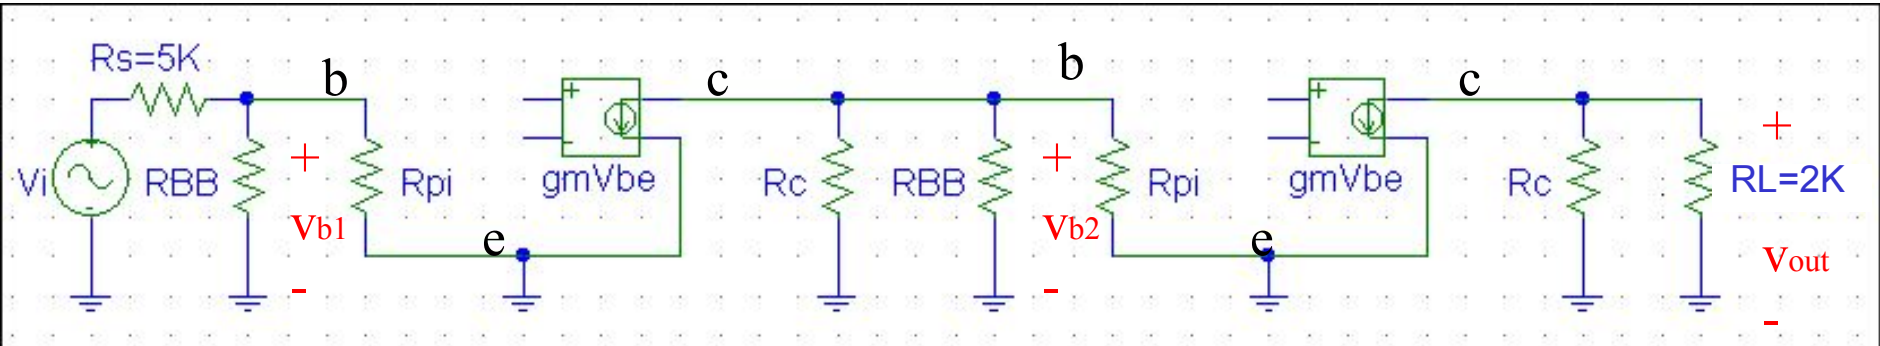 Rs=5K
b
c
b
c
+
+
-
Vi
RBB
+
Rpi
gmVbe
-
Rc
RBB
+
Rpi
+
gmVbe
-
Rc
RL=2K
+
Vb1
Vb2
Vout
e
e
-
-
-
-